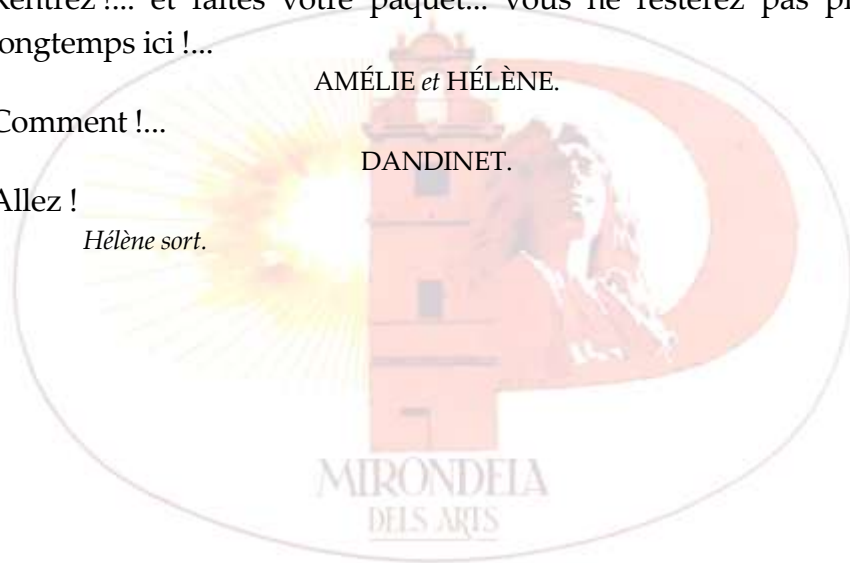 Rentrez !... et faites votre paquet... vous ne resterez pas pl
longtemps ici !...
AMÉLIE et HÉLÈNE.
Comment !...
DANDINET.
Allez !
Hélène sort.
MIRONDELA
DELS ARTS